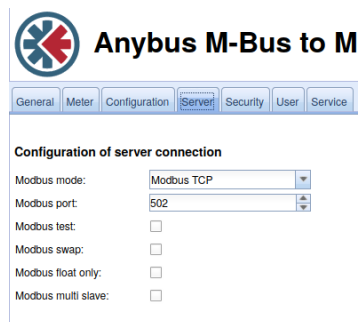 Anybus M-Bus to M
General Meter Configuration Server Security User Service
Configuration of server connection
Modbus mode: Modbus TCP
Modbus port: 502
Modbus test:
Modbus swap:
Modbus float only:
Modbus multi slave: